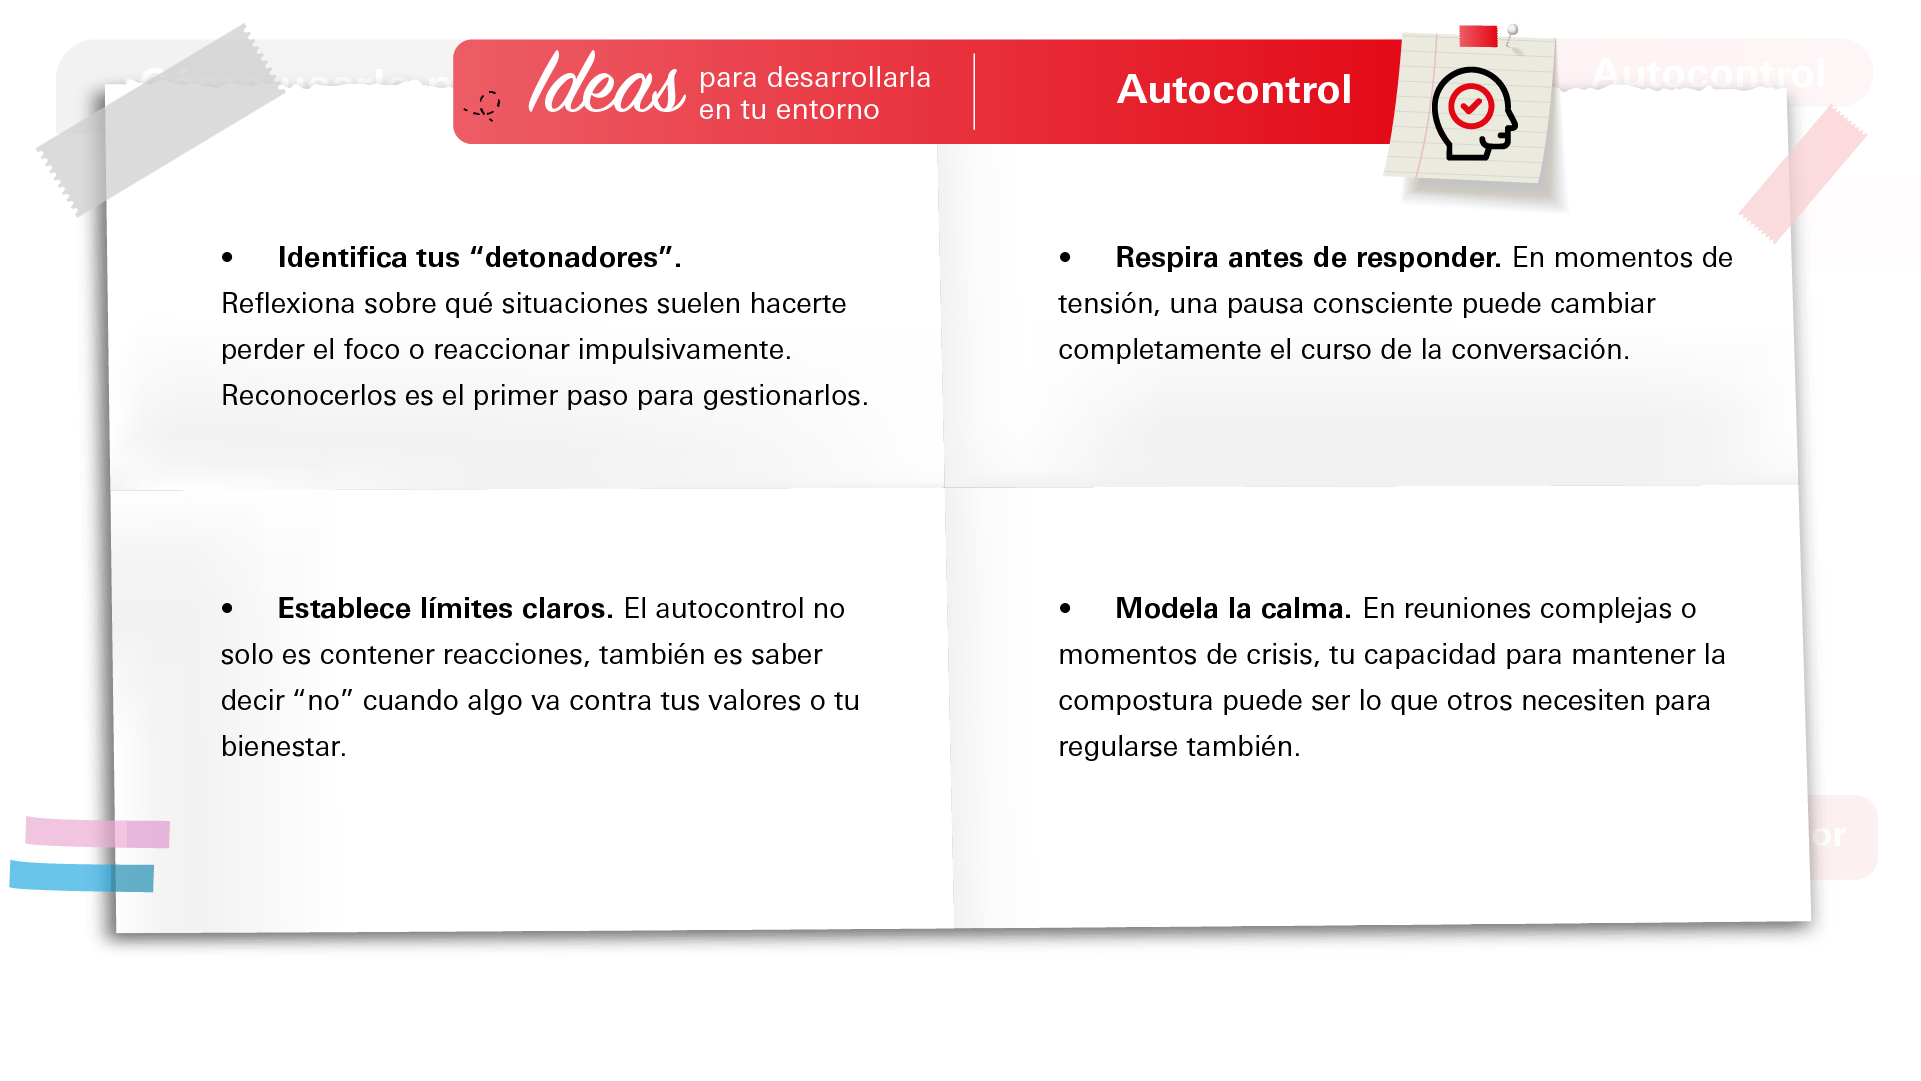 Ideas para desarrollarla
en tu entorno
Autocontrol
Autocontrol
• Identifica tus “detonadores”.
Reflexiona sobre qué situaciones suelen hacerte
perder el foco o reaccionar impulsivamente.
Reconocerlos es el primer paso para gestionarlos.
• Respira antes de responder. En momentos de
tensión, una pausa consciente puede cambiar
completamente el curso de la conversación.
• Establece límites claros. El autocontrol no
solo es contener reacciones, también es saber
decir “no” cuando algo va contra tus valores o tu
bienestar.
• Modela la calma. En reuniones complejas o
momentos de crisis, tu capacidad para mantener la
compostura puede ser lo que otros necesiten para
regularse también.